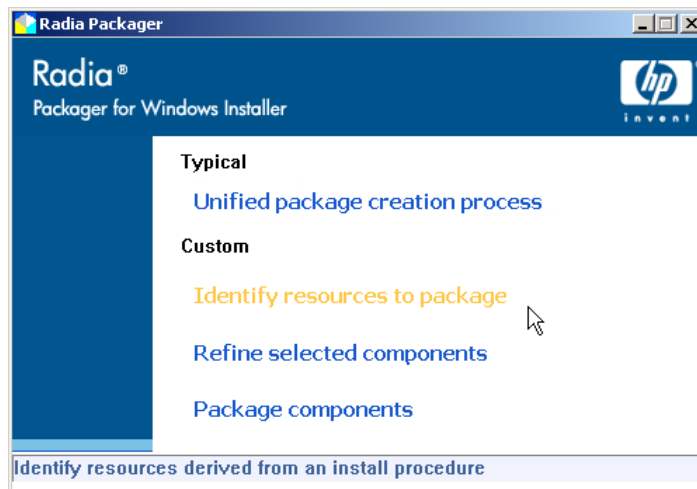 Radia Packager
Radia®
Packager for Windows Installer
hp
invent
Typical
Unified package creation process
Custom
Identify resources to package
Refine selected components
Package components
Identify resources derived from an install procedure